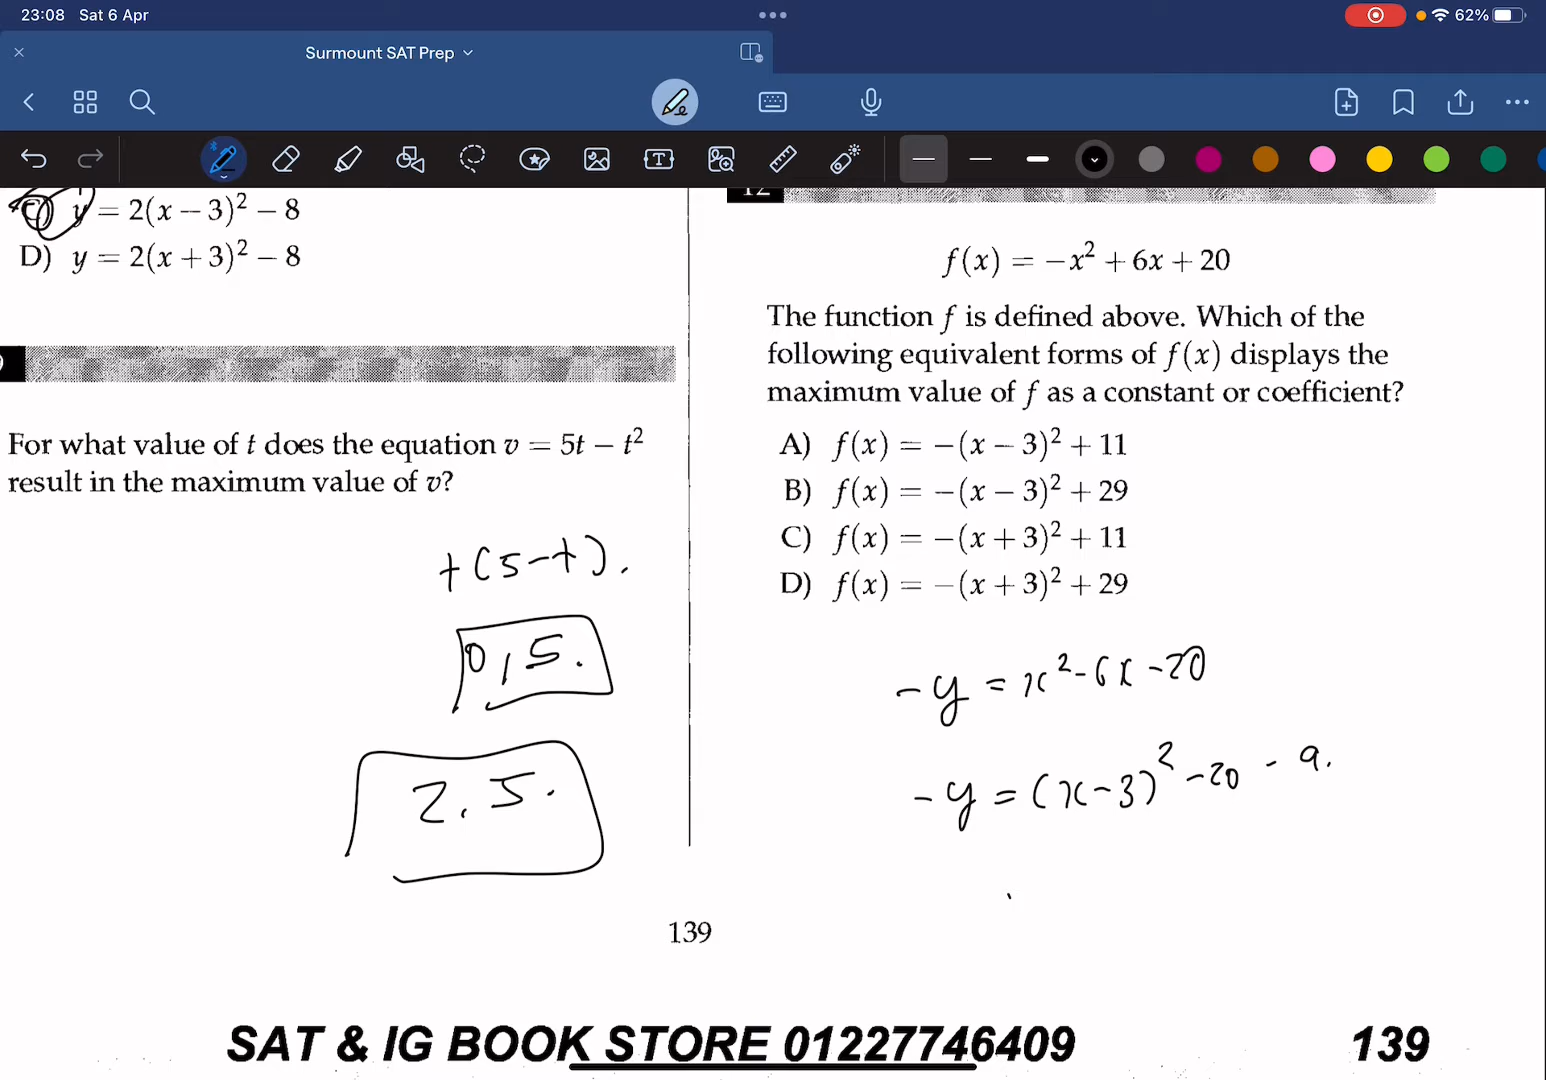 23:08 Sat 6 Apr
62%
Surmount SAT Prep
C) y = 2(x − 3)² − 8
D) y = 2(x + 3)² − 8
For what value of t does the equation v = 5t − t²
result in the maximum value of v?
t(5-t).
0,5.
2.5.
12
f(x) = −x² + 6x + 20
The function f is defined above. Which of the
following equivalent forms of f(x) displays the
maximum value of f as a constant or coefficient?
A) f(x) = −(x − 3)² + 11
B) f(x) = −(x − 3)² + 29
C) f(x) = −(x + 3)² + 11
D) f(x) = −(x + 3)² + 29
-y = x²-6x-20
-y = (x-3)²-20 - 9.
139
SAT & IG BOOK STORE 01227746409 139